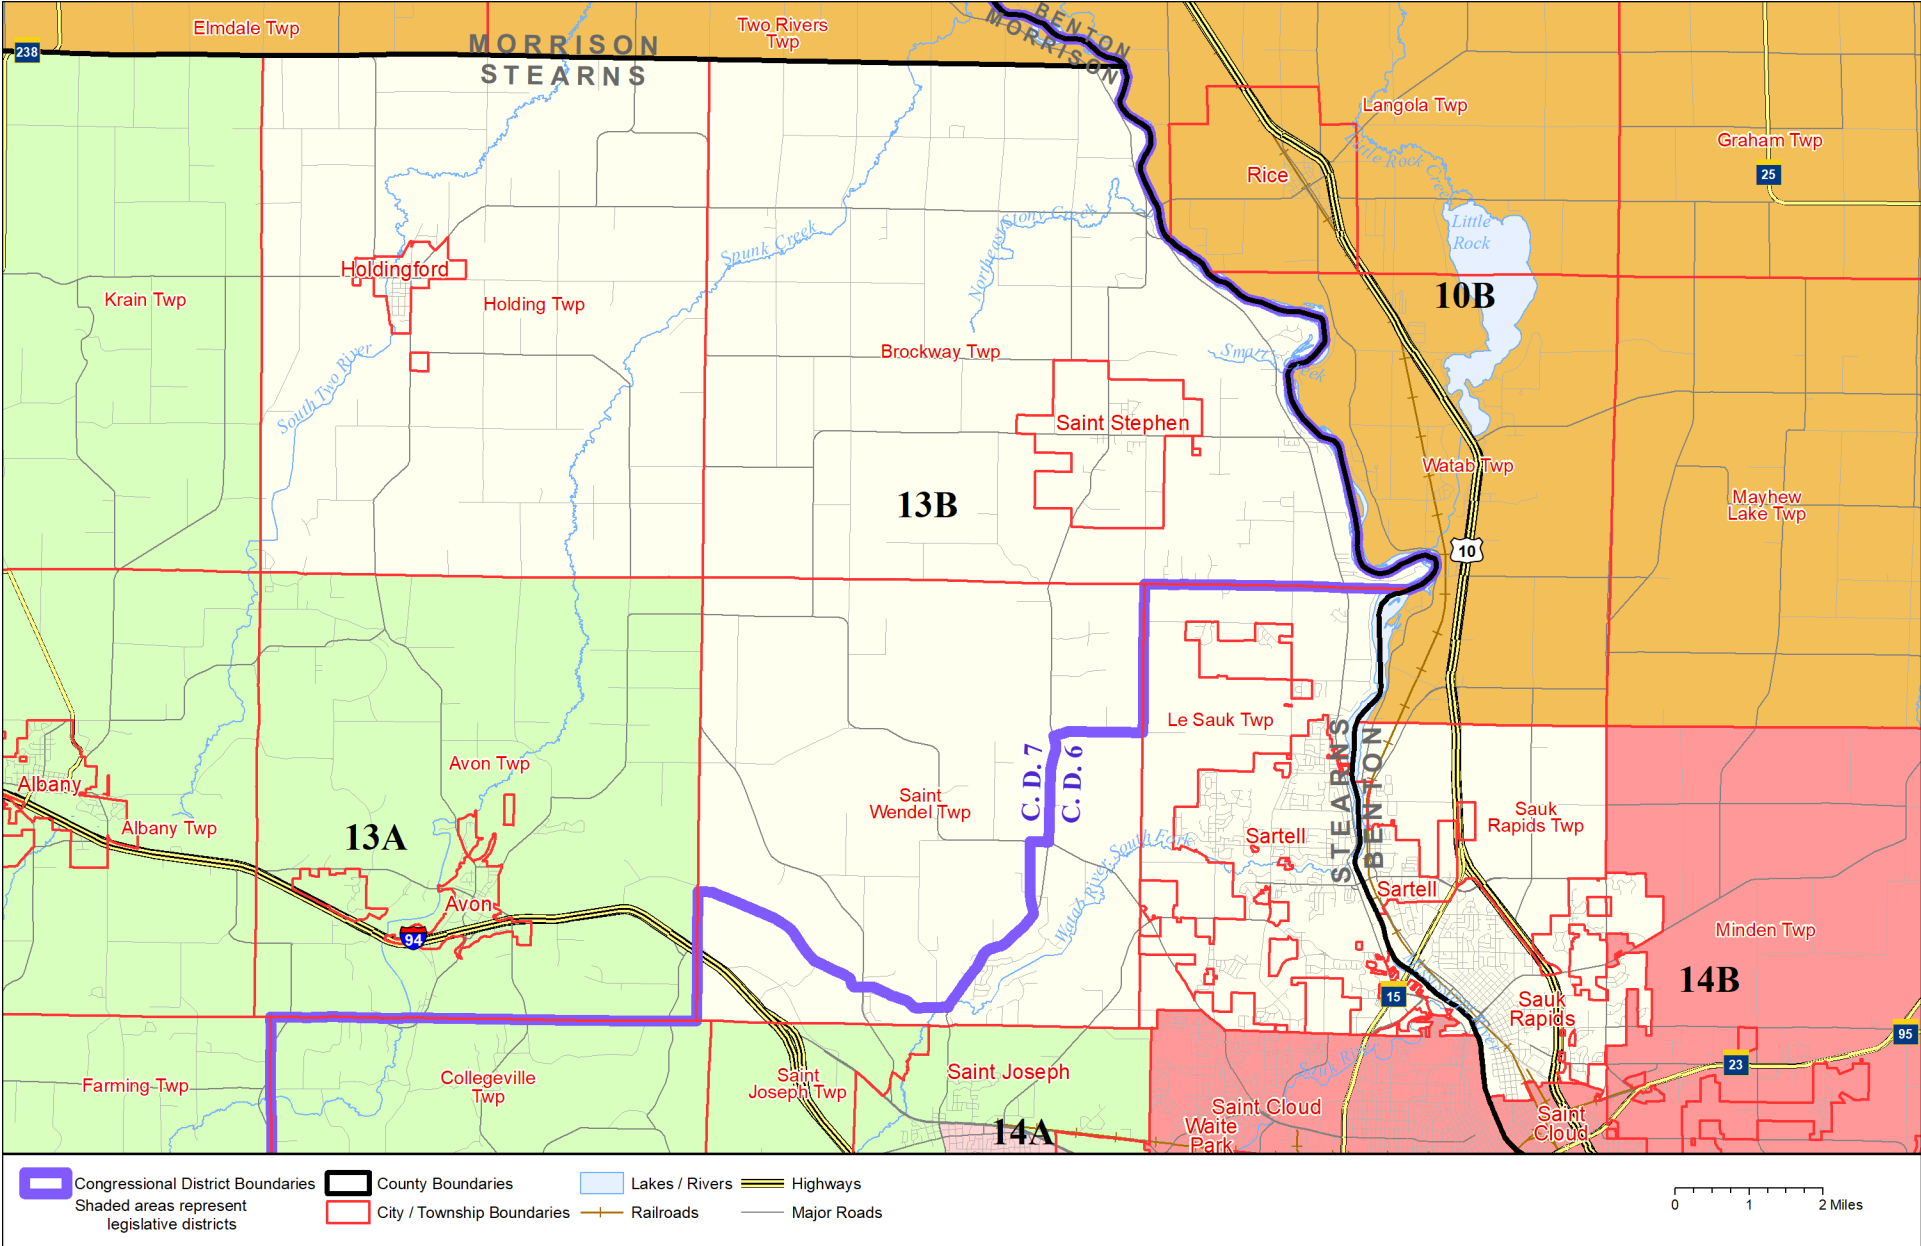 Elmdale Twp
Two Rivers
Twp
BENTON
MORRISON
238
MORRISON
STEARNS
Langola Twp
Graham Twp
Little Rock Creek
Rice
25
Northeast Stony Creek
Spunk Creek
Little
Rock
Holdingford
Krain Twp
Holding Twp
10B
South Two River
Brockway Twp
Saint Stephen
Watab Twp
Mayhew
Lake Twp
13B
10
Le Sauk Twp
Avon Twp
C. D. 7
C. D. 6
STEARNS
BENTON
Albany
Saint
Wendel Twp
Sauk
Rapids Twp
Albany Twp
13A
Sartell
Watab River, South Fork
Sartell
Avon
94
Minden Twp
14B
15
Sauk
Rapids
95
23
Sauk River
Farming Twp
Collegeville
Twp
Saint
Joseph Twp
Saint Joseph
Saint Cloud
Waite
Park
Saint
Cloud
14A
Congressional District Boundaries
County Boundaries
Lakes / Rivers
Highways
Shaded areas represent
legislative districts
City / Township Boundaries
Railroads
Major Roads
0 1 2 Miles